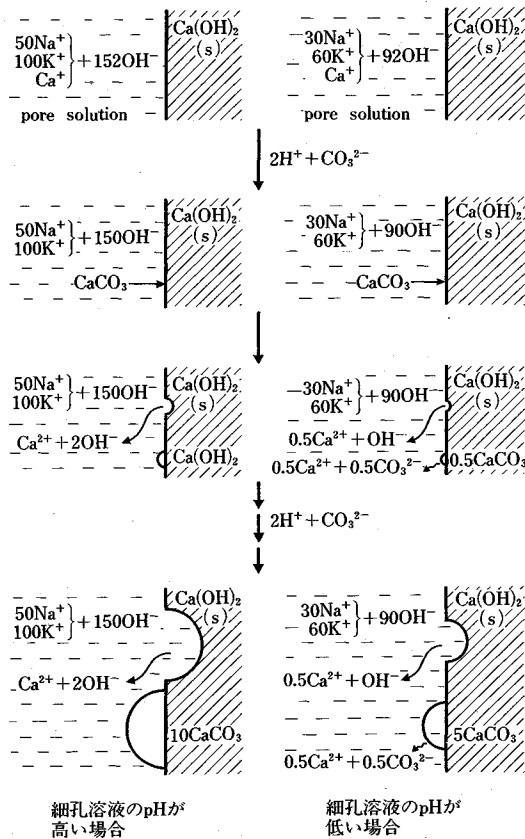 50Na⁺
100K⁺
Ca⁺
+152OH⁻
Ca(OH)₂
(s)
pore solution
30Na⁺
60K⁺
Ca⁺
+92OH⁻
Ca(OH)₂
(s)
pore solution
2H⁺+CO₃²⁻
50Na⁺
100K⁺
+150OH⁻
Ca(OH)₂
(s)
CaCO₃
30Na⁺
60K⁺
+90OH⁻
Ca(OH)₂
(s)
CaCO₃
50Na⁺
100K⁺
+150OH⁻
Ca(OH)₂
(s)
Ca²⁺+2OH⁻
Ca(OH)₂
30Na⁺
60K⁺
+90OH⁻
Ca(OH)₂
(s)
0.5Ca²⁺+OH⁻
0.5Ca²⁺+0.5CO₃²⁻
0.5CaCO₃
2H⁺+CO₃²⁻
50Na⁺
100K⁺
+150OH⁻
Ca(OH)₂
(s)
Ca²⁺+2OH⁻
10CaCO₃
30Na⁺
60K⁺
+90OH⁻
Ca(OH)₂
(s)
0.5Ca²⁺+OH⁻
5CaCO₃
0.5Ca²⁺+0.5CO₃²⁻
細孔溶液のpHが
高い場合
細孔溶液のpHが
低い場合